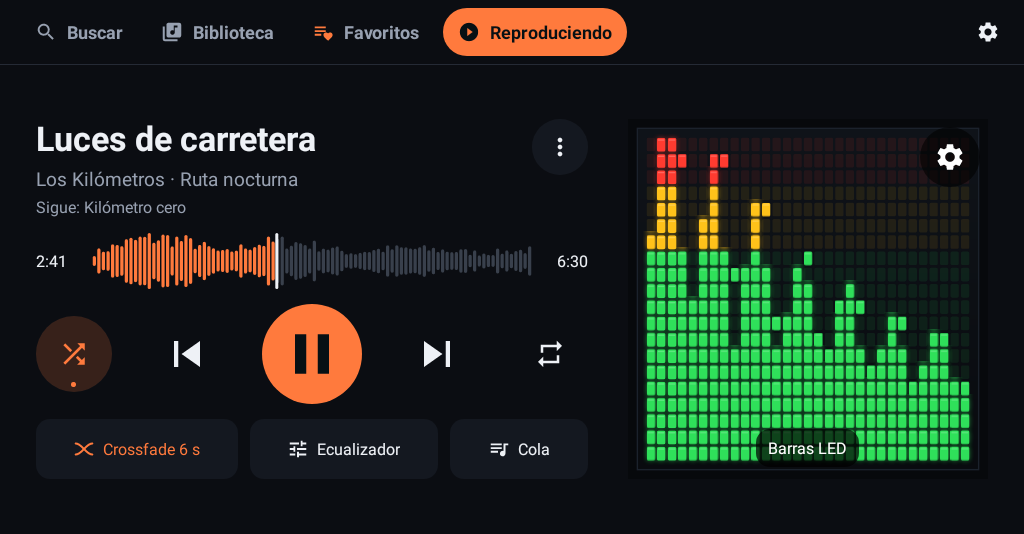 Buscar
Biblioteca
Favoritos
Reproduciendo
Luces de carretera
Los Kilómetros · Ruta nocturna
Sigue: Kilómetro cero
2:41
6:30
Crossfade 6 s
Ecualizador
Cola
Barras LED